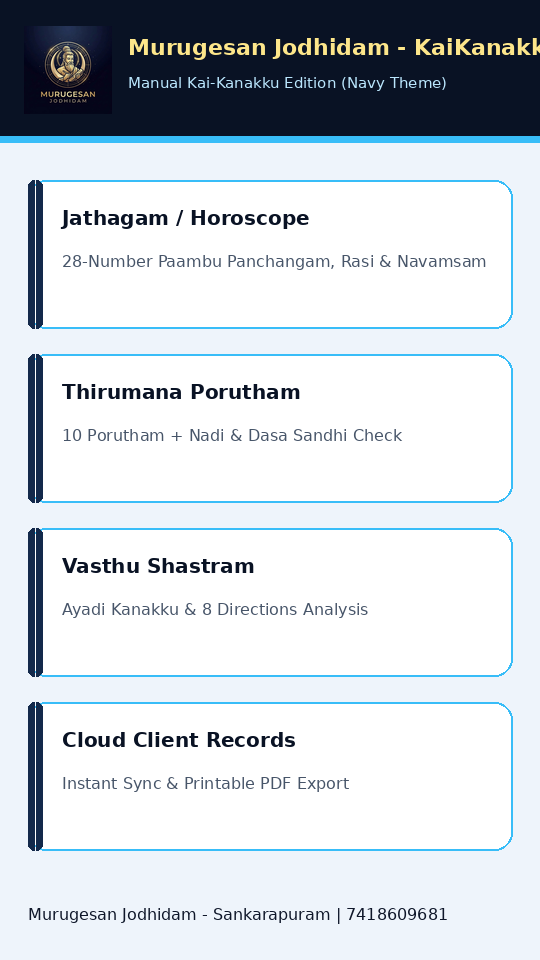 MURUGESAN
JODHIDAM
Murugesan Jodhidam - KaiKanakk
Manual Kai-Kanakku Edition (Navy Theme)
Jathagam / Horoscope
28-Number Paambu Panchangam, Rasi & Navamsam
Thirumana Porutham
10 Porutham + Nadi & Dasa Sandhi Check
Vasthu Shastram
Ayadi Kanakku & 8 Directions Analysis
Cloud Client Records
Instant Sync & Printable PDF Export
Murugesan Jodhidam - Sankarapuram | 7418609681